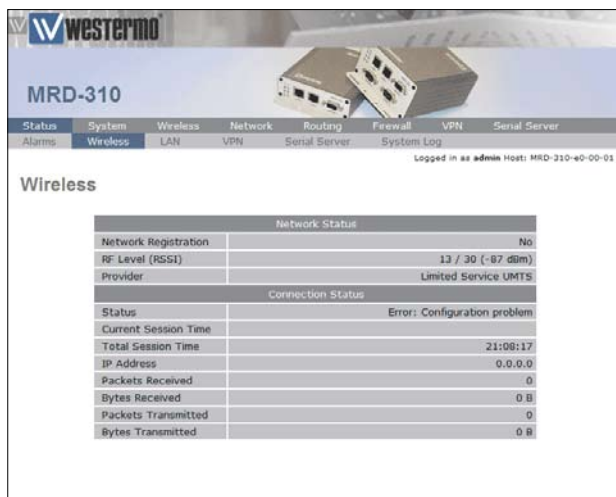 westermo
MRD-310
Status System Wireless Network Routing Firewall VPN Serial Server
Alarms Wireless LAN VPN Serial Server System Log
Logged in as admin Host: MRD-310-e0-00-01
Wireless
Network Status
Network Registration No
RF Level (RSSI) 13 / 30 (-87 dBm)
Provider Limited Service UMTS
Connection Status
Status Error: Configuration problem
Current Session Time
Total Session Time 21:08:17
IP Address 0.0.0.0
Packets Received 0
Bytes Received 0 B
Packets Transmitted 0
Bytes Transmitted 0 B